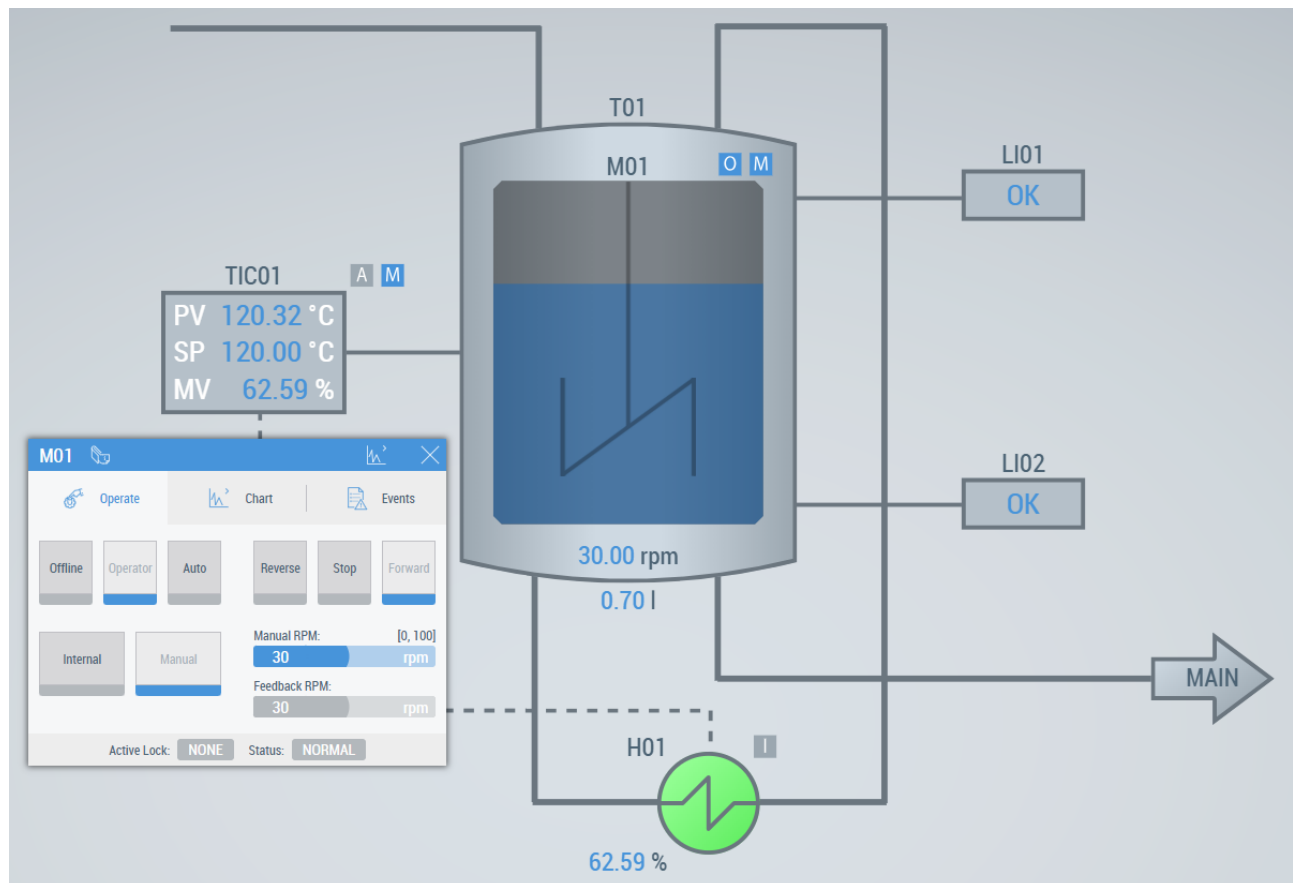 T01
M01 O M
LI01
OK
TIC01 A M
PV 120.32 °C
SP 120.00 °C
MV 62.59 %
M01
Operate Chart Events
Offline Operator Auto Reverse Stop Forward
Internal Manual
Manual RPM: [0, 100]
30 rpm
Feedback RPM:
30 rpm
Active Lock: NONE Status: NORMAL
LI02
OK
30.00 rpm
0.70 l
MAIN
H01 I
62.59 %